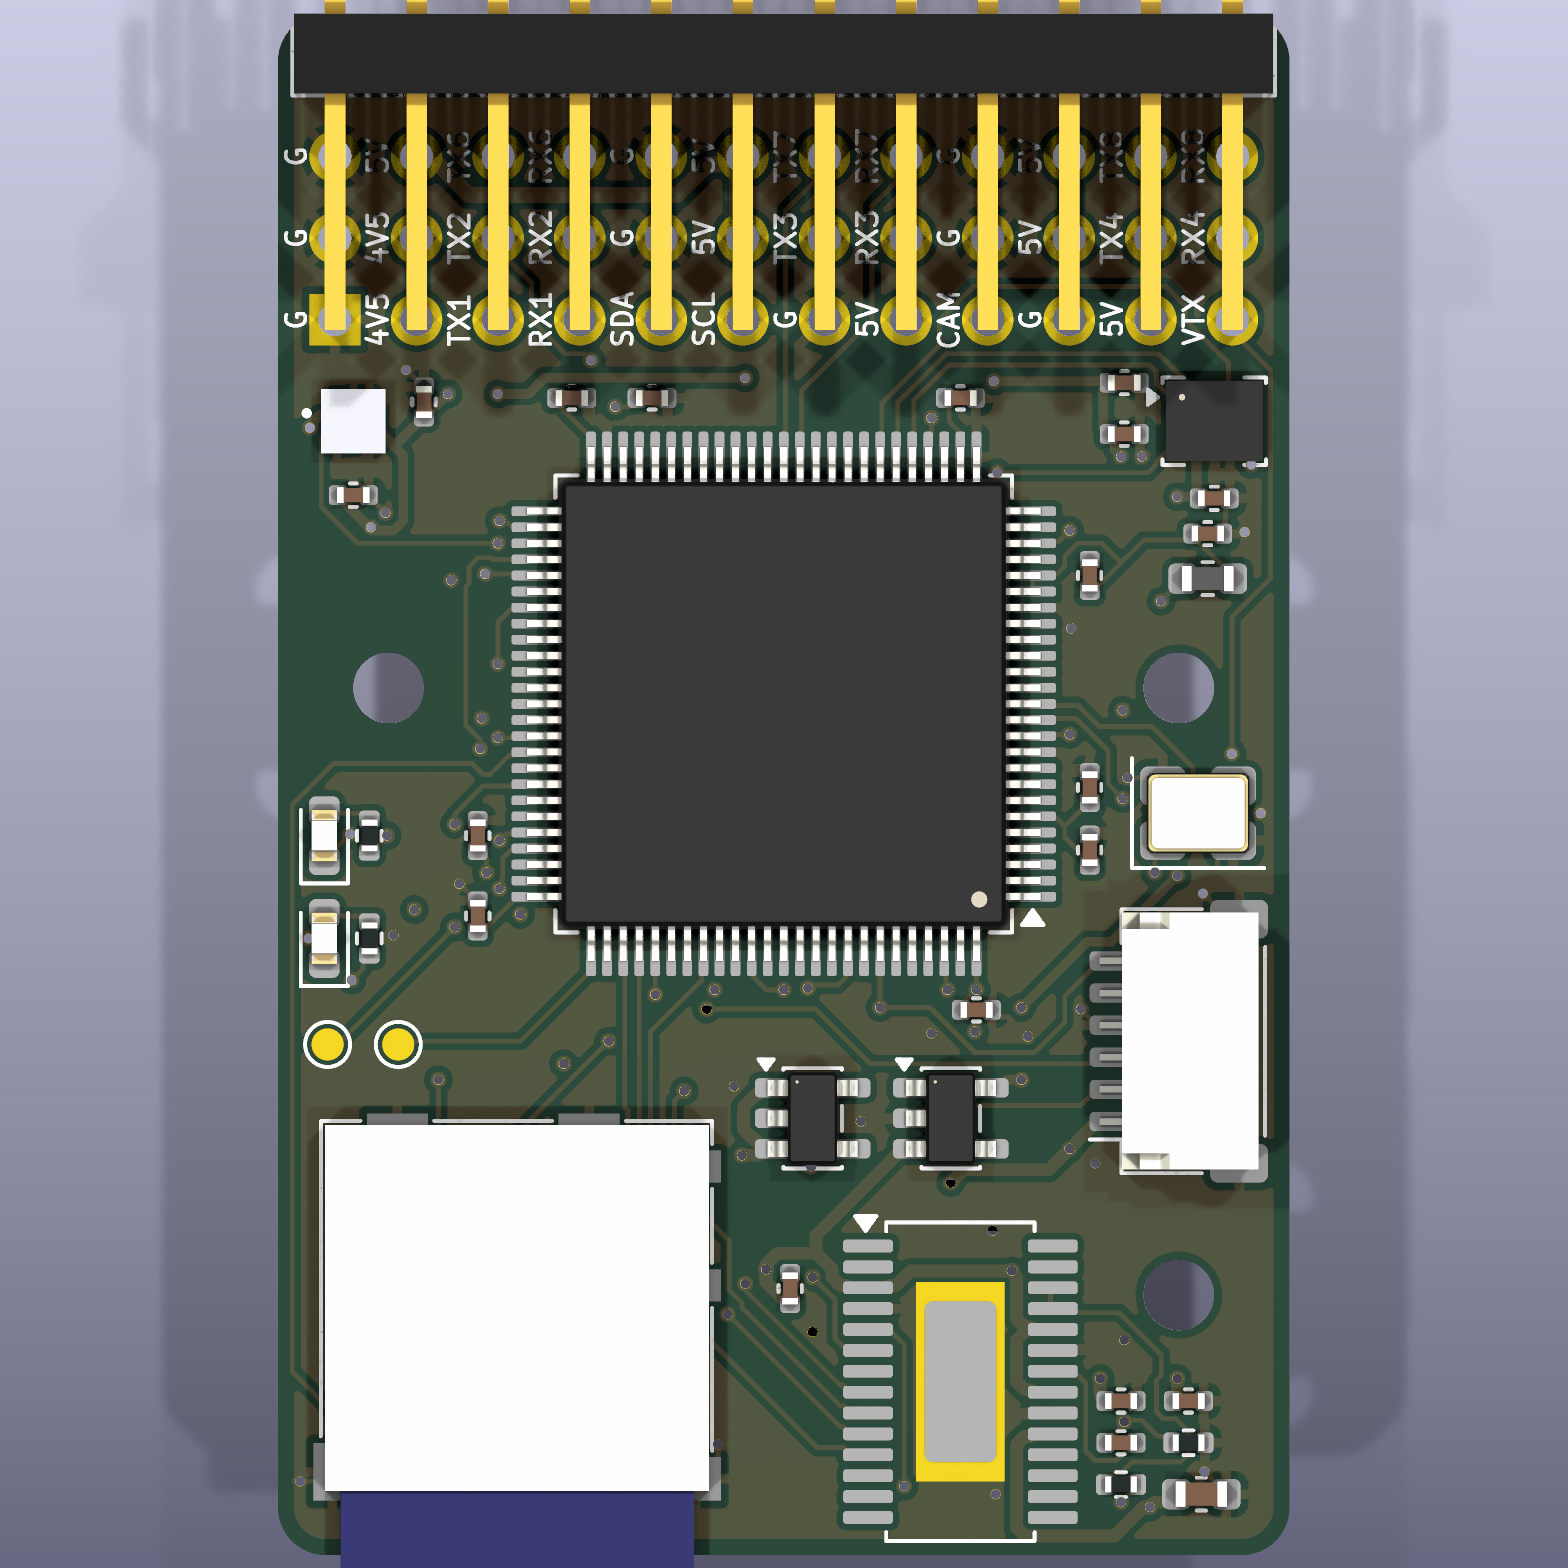 G 5V TX6 RX6 G 5V TX7 RX7 G 5V TX8 RX8
G 4V5 TX2 RX2 G 5V TX3 RX3 G 5V TX4 RX4
G 4V5 TX1 RX1 SDA SCL G 5V CAM G 5V VTX